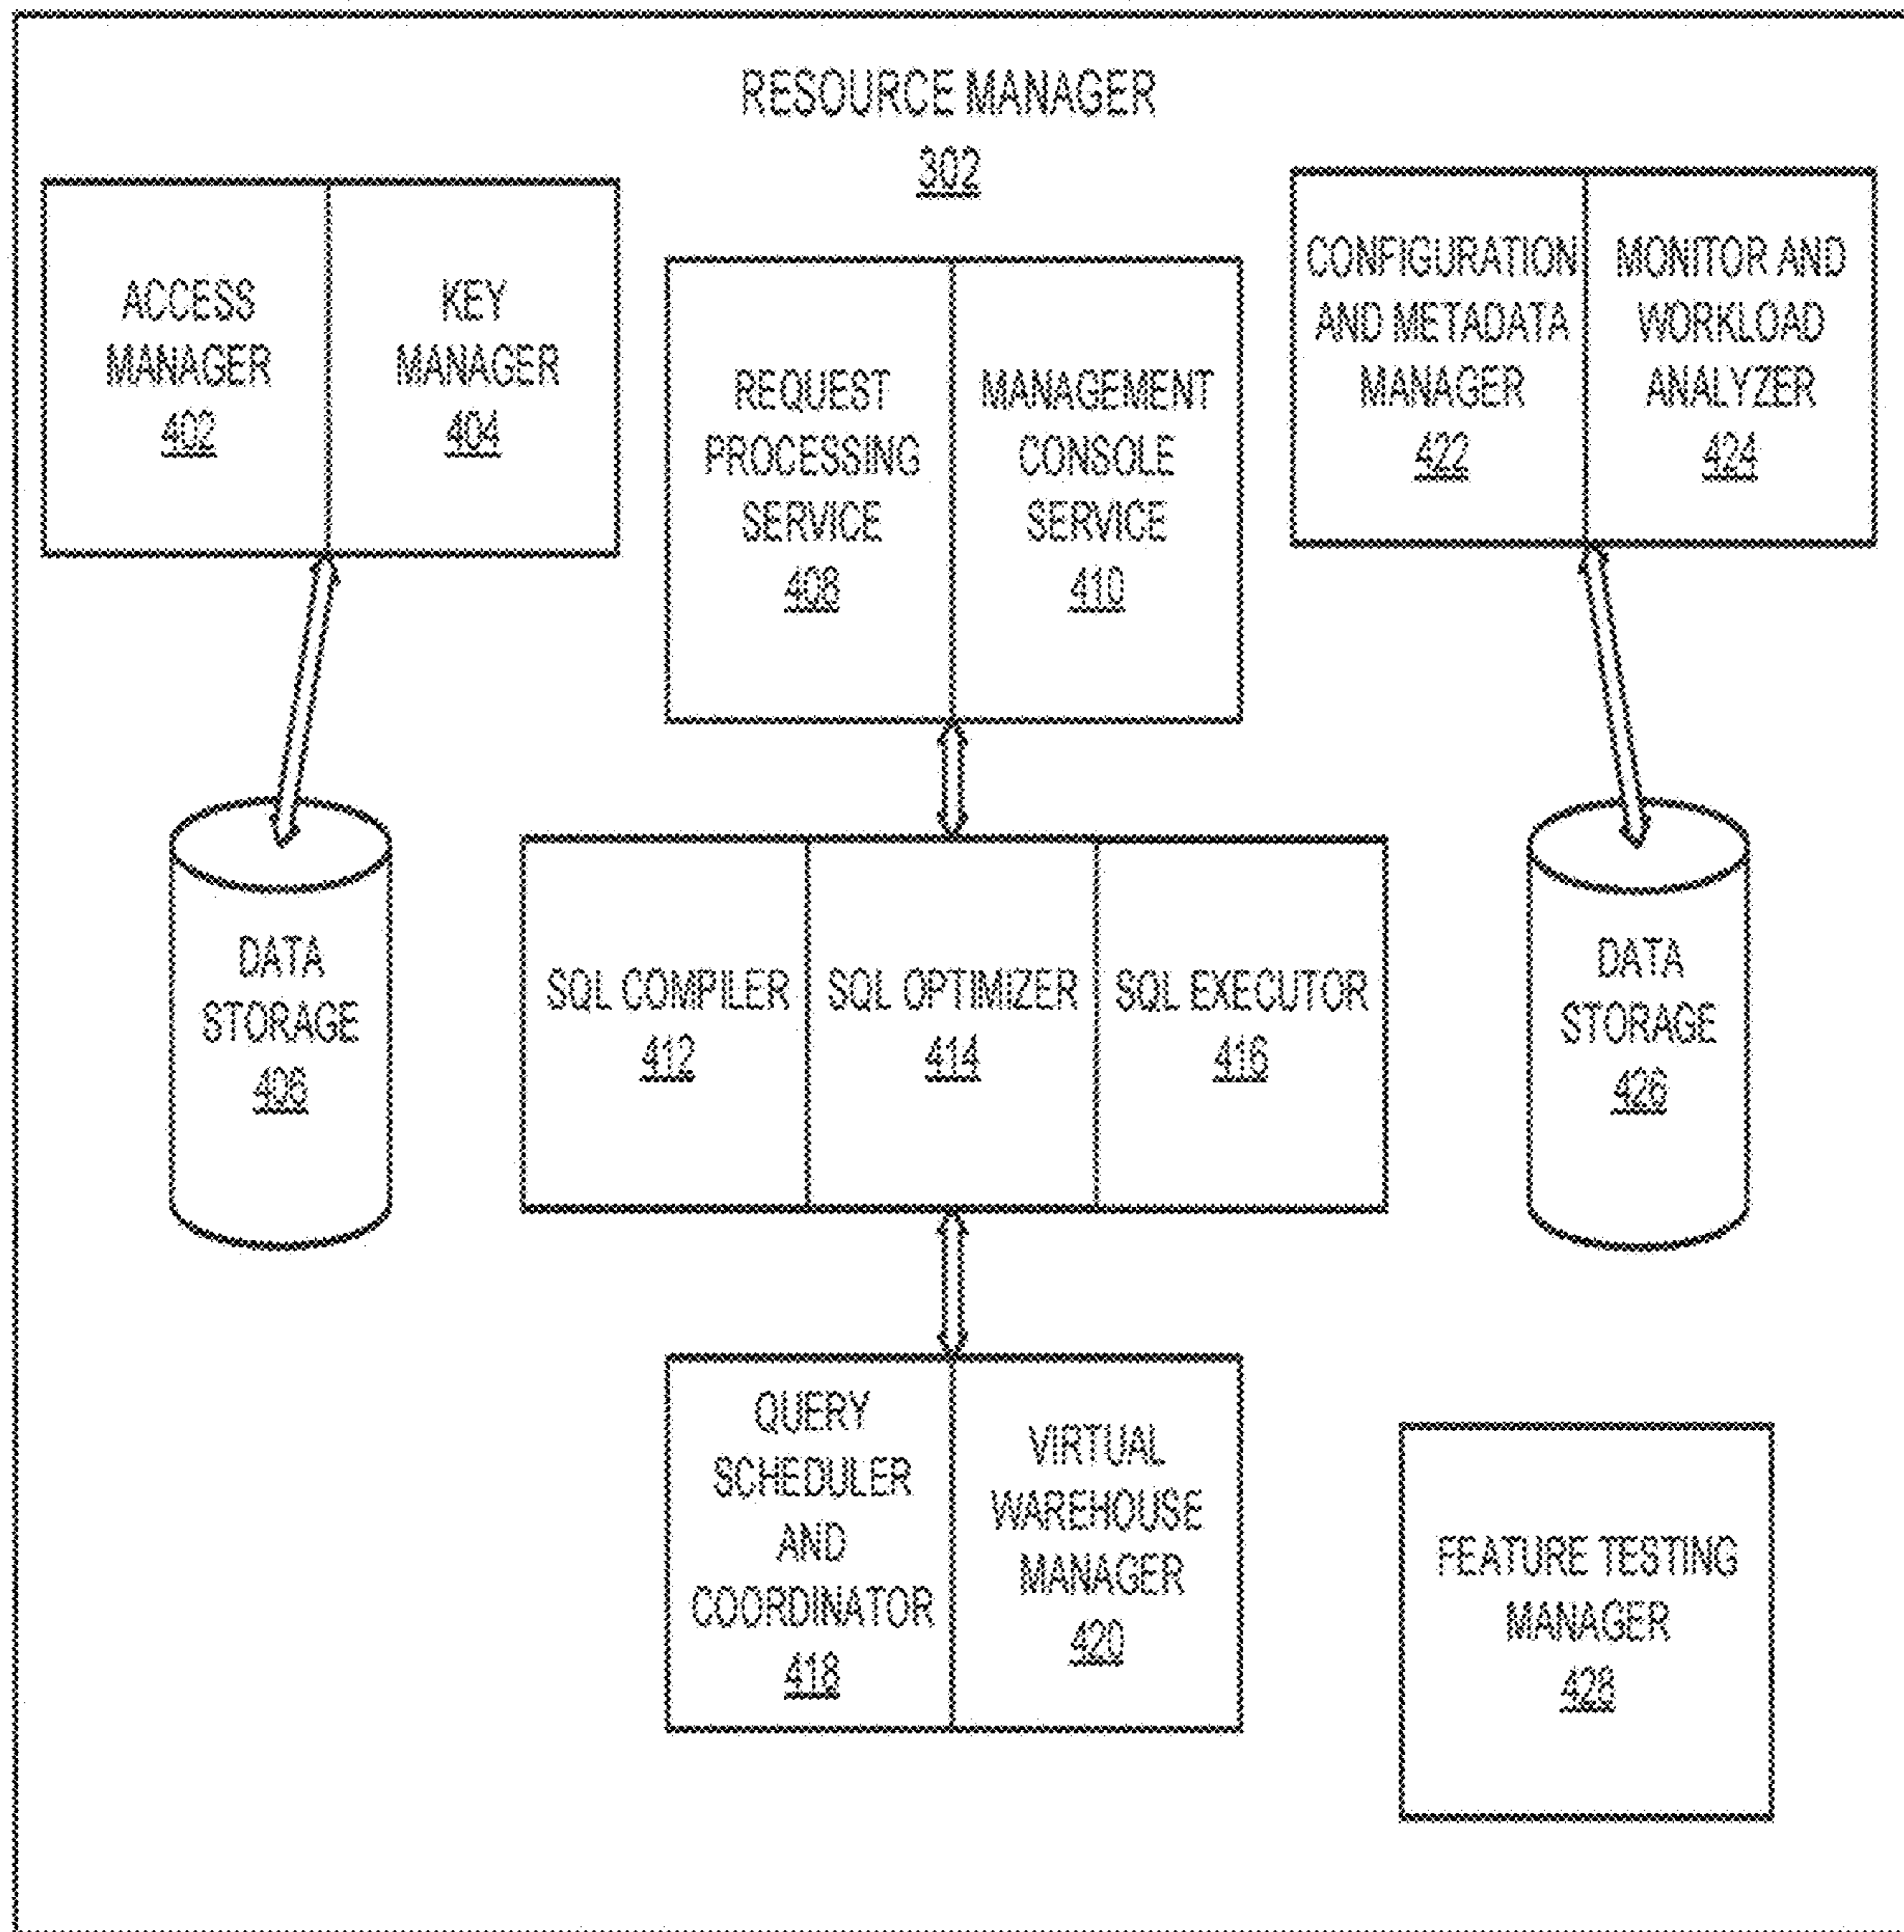 RESOURCE MANAGER
302
ACCESS
MANAGER
402
KEY
MANAGER
404
REQUEST
PROCESSING
SERVICE
408
MANAGEMENT
CONSOLE
SERVICE
410
CONFIGURATION
AND METADATA
MANAGER
422
MONITOR AND
WORKLOAD
ANALYZER
424
DATA
STORAGE
406
SQL COMPILER
412
SQL OPTIMIZER
414
SQL EXECUTOR
416
DATA
STORAGE
426
QUERY
SCHEDULER
AND
COORDINATOR
418
VIRTUAL
WAREHOUSE
MANAGER
420
FEATURE TESTING
MANAGER
428